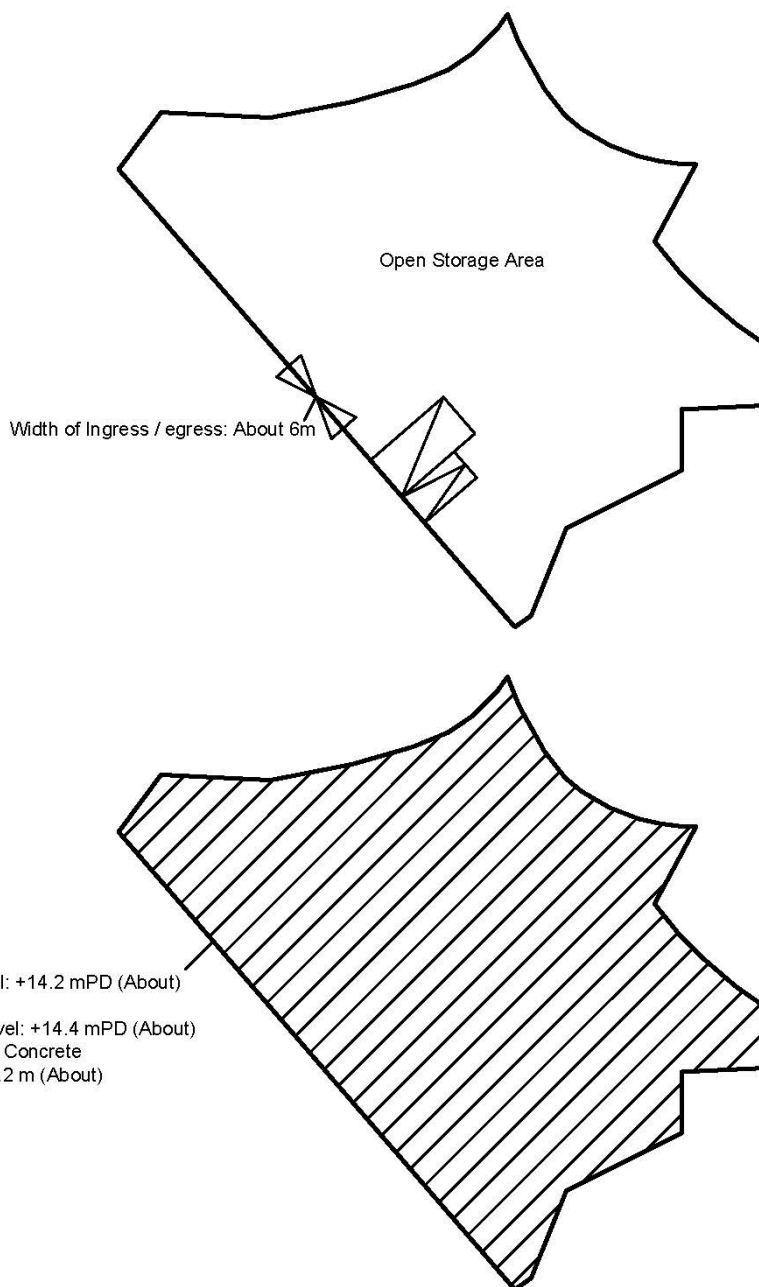 Open Storage Area
Width of Ingress / egress: About 6m
l: +14.2 mPD (About)
vel: +14.4 mPD (About)
Concrete
.2 m (About)